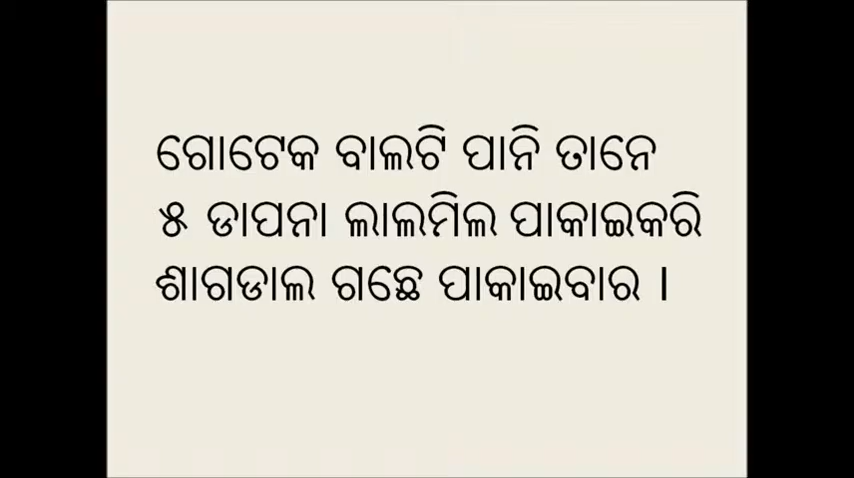 ଗୋଟେକ ବାଲଟି ପାନି ତାନେ
୫ ଡାପନା ଲାଲମିଲ ପାକାଇକରି
ଶାଗଡାଲ ଗଛେ ପାକାଇବାର ।